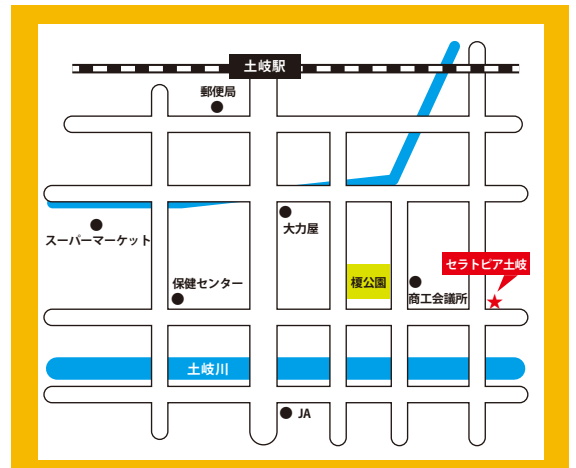 土岐駅
郵便局
大力屋
スーパーマーケット
セラトピア土岐
保健センター
榎公園
商工会議所
土岐川
JA